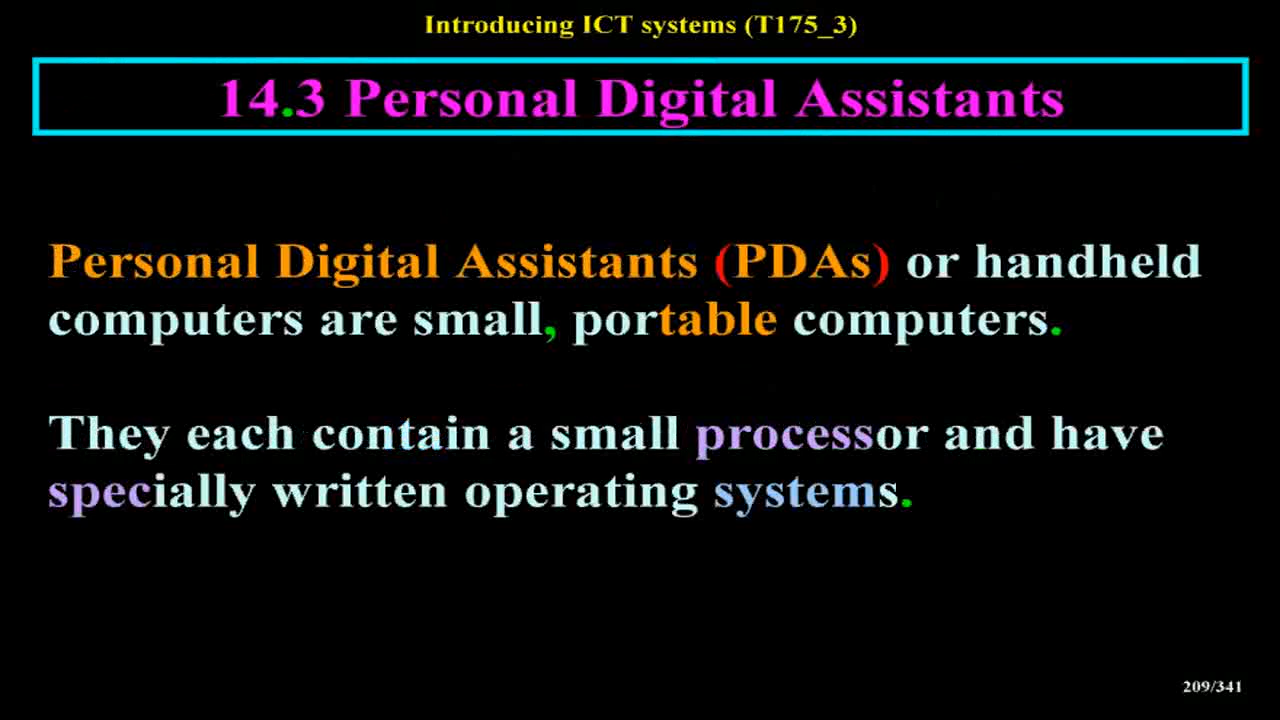 Introducing ICT systems (T175_3)
14.3 Personal Digital Assistants
Personal Digital Assistants (PDAs) or handheld
computers are small, portable computers.
They each contain a small processor and have
specially written operating systems.
209/341